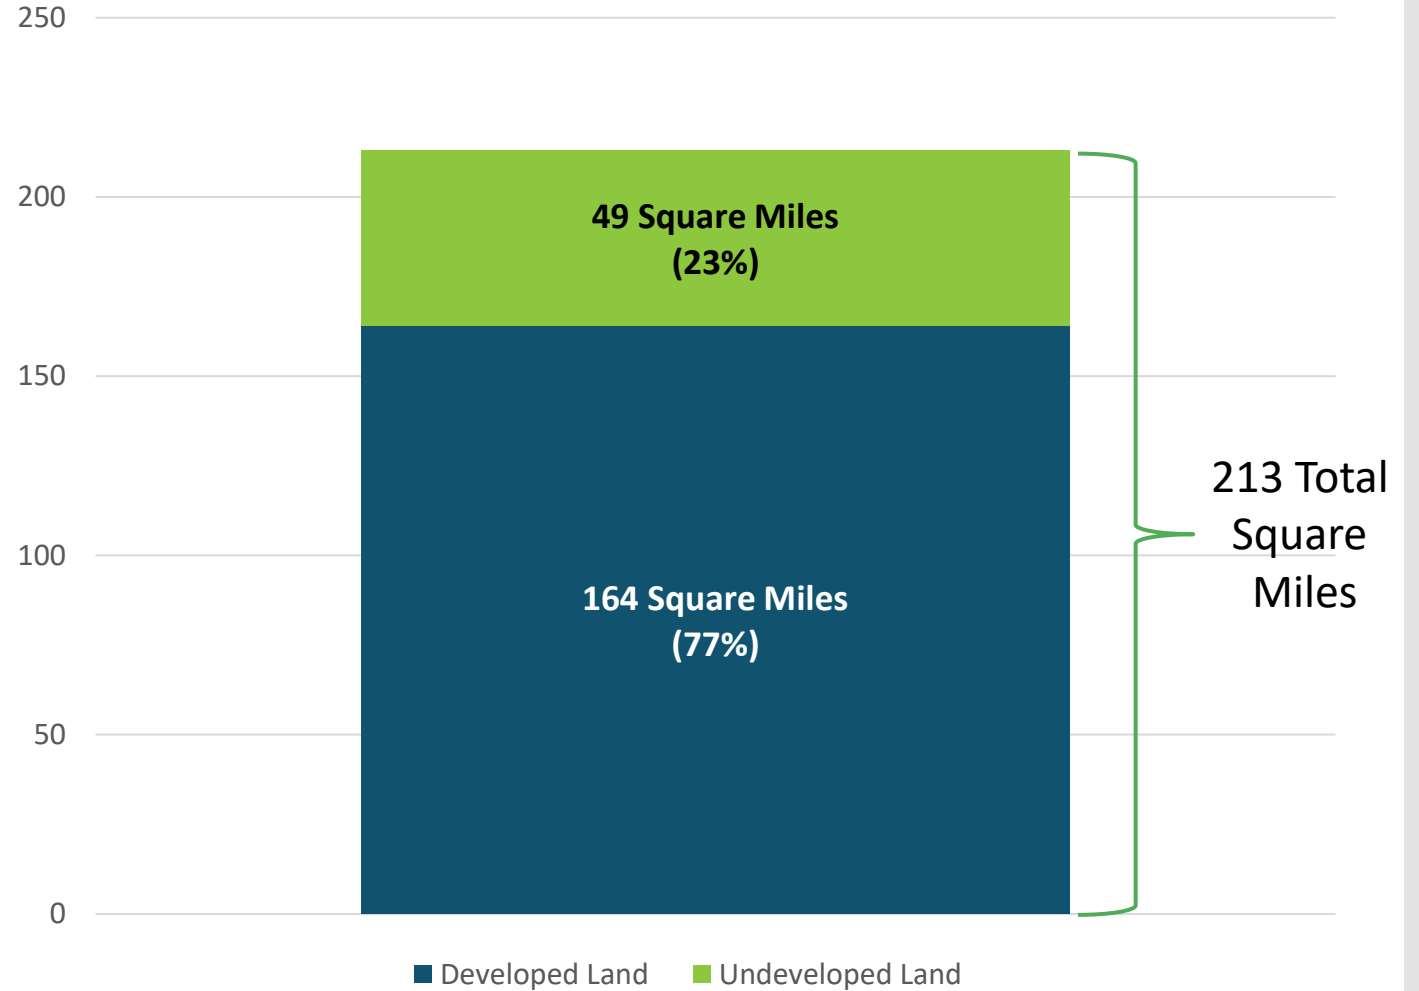 250
200
150
100
50
0
49 Square Miles
(23%)
164 Square Miles
(77%)
213 Total
Square
Miles
Developed Land
Undeveloped Land